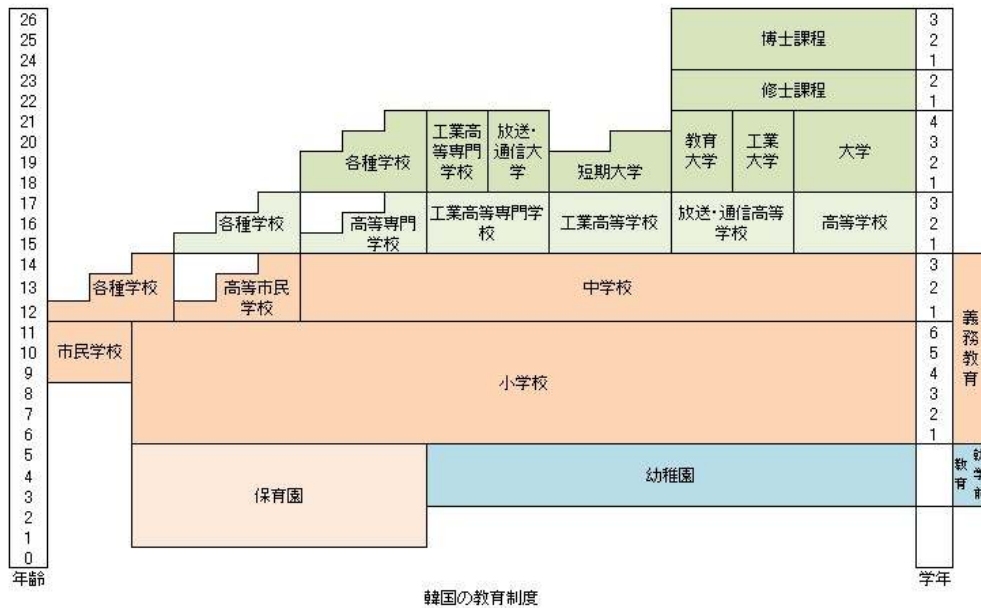 26
25
24
23
22
21
20
19
18
17
16
15
14
13
12
11
10
9
8
7
6
5
4
3
2
1
0
年齢
博士課程
修士課程
各種学校
工業高
等専門
学校
放送・
通信大
学
短期大学
教育
大学
工業
大学
大学
各種学校
高等専門
学校
工業高等専門学
校
工業高等学校
放送・通信高等
学校
高等学校
各種学校
高等市民
学校
中学校
市民学校
小学校
保育園
幼稚園
3
2
1
2
1
4
3
2
1
3
2
1
3
2
1
6
5
4
3
2
1
学年
義務教育
就学前
教育
韓国の教育制度